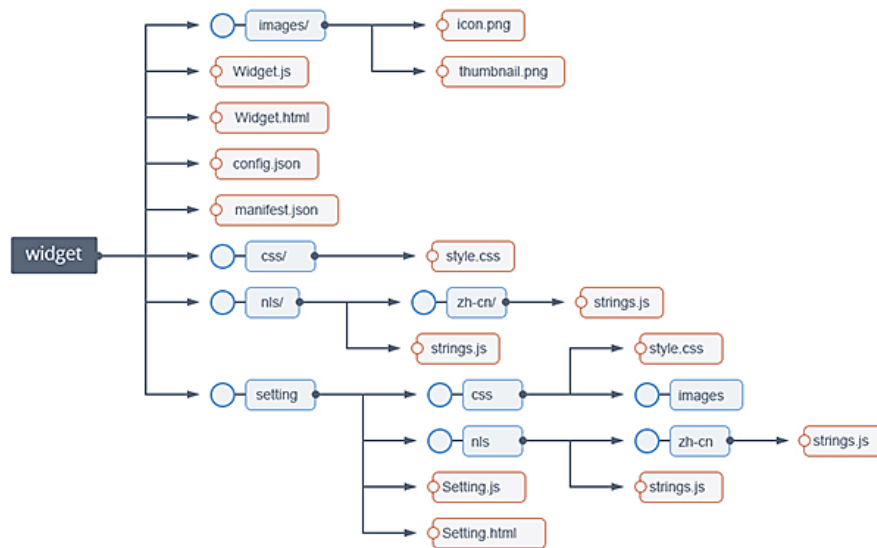 images/
icon.png
Widget.js
thumbnail.png
Widget.html
config.json
manifest.json
widget
css/
style.css
nls/
zh-cn/
strings.js
strings.js
style.css
setting
css
images
nls
zh-cn
strings.js
Setting.js
strings.js
Setting.html